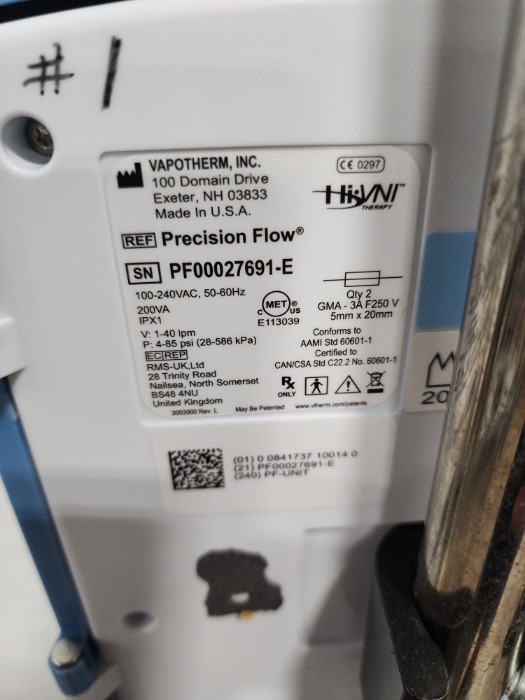 # 1
VAPOTHERM, INC.
100 Domain Drive
Exeter, NH 03833
Made In U.S.A.
CE 0297
Hi-VNI™
THERAPY
REF Precision Flow®
SN PF00027691-E
100-240VAC, 50-60Hz
200VA
IPX1
V: 1-40 lpm
P: 4-85 psi (28-586 kPa)
c MET® us
E113039
Qty 2
GMA - 3A F250 V
5mm x 20mm
Conforms to
AAMI Std 60601-1
Certified to
CAN/CSA Std C22.2 No. 60601-1
EC REP
RMS-UK,Ltd
28 Trinity Road
Nailsea, North Somerset
BS48 4NU
United Kingdom
Rx
ONLY
3003000 Rev. L May Be Patented www.vtherm.com/patents
20
(01) 0 0841737 10014 0
(21) PF00027691-E
(240) PF-UNIT